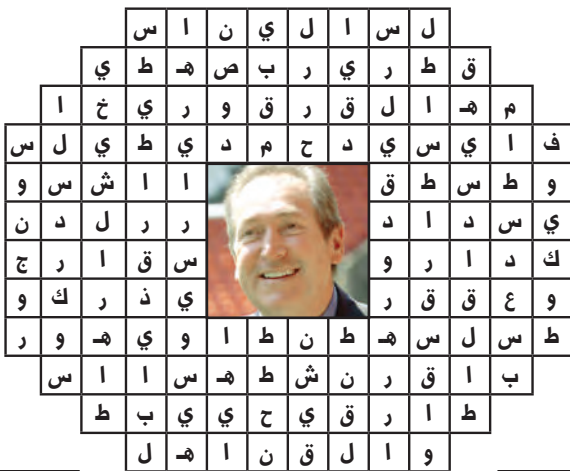 ل س ا ل ي ن ا س
ق ط ر ي ر ب ص هـ ط ي
م هـ ا ل ق ر ق و ر ي خ ا
ف ا ي س ي د ح م د ي ط ي ل س
و ط س ط ق ا ا ش س و
ي س د ا د ر ر ل د ن
ك د ا ر و س ق ا ر ج
و ع ق ق ر ي ذ ر ك و
ط س ل س هـ ط ن ط ا و ي هـ و ر
ب ا ق ر ن ش ط هـ س ا ا س
ط ا ر ق ي ح ي ي ب ط
و ا ل ق ن ا هـ ل